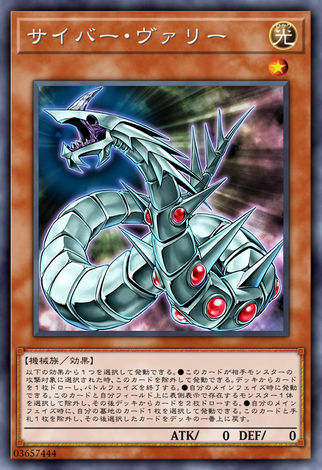 サイバー・ヴァリー
光
【機械族／効果】
以下の効果から１つを選択して発動できる。●このカードが相手モンスターの
攻撃対象に選択された時、このカードを除外して発動できる。デッキからカード
を１枚ドローし、バトルフェイズを終了する。●自分のメインフェイズ時に発動
できる。このカードと自分フィールド上に表側表示で存在するモンスター１体
を選択して除外し、その後デッキからカードを２枚ドローする。●自分のメイン
フェイズ時に、自分の墓地のカード１枚を選択して発動できる。このカードと手
札１枚を除外し、その後選択したカードをデッキの一番上に戻す。
ATK/ 0 DEF/ 0
03657444